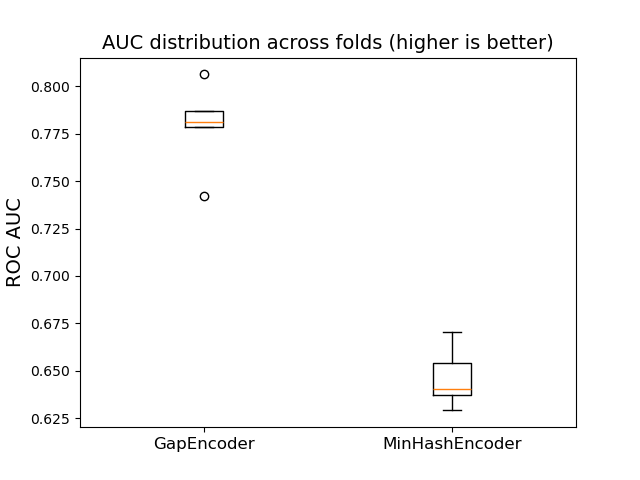 AUC distribution across folds (higher is better)
ROC AUC
0.800
0.775
0.750
0.725
0.700
0.675
0.650
0.625
GapEncoder
MinHashEncoder